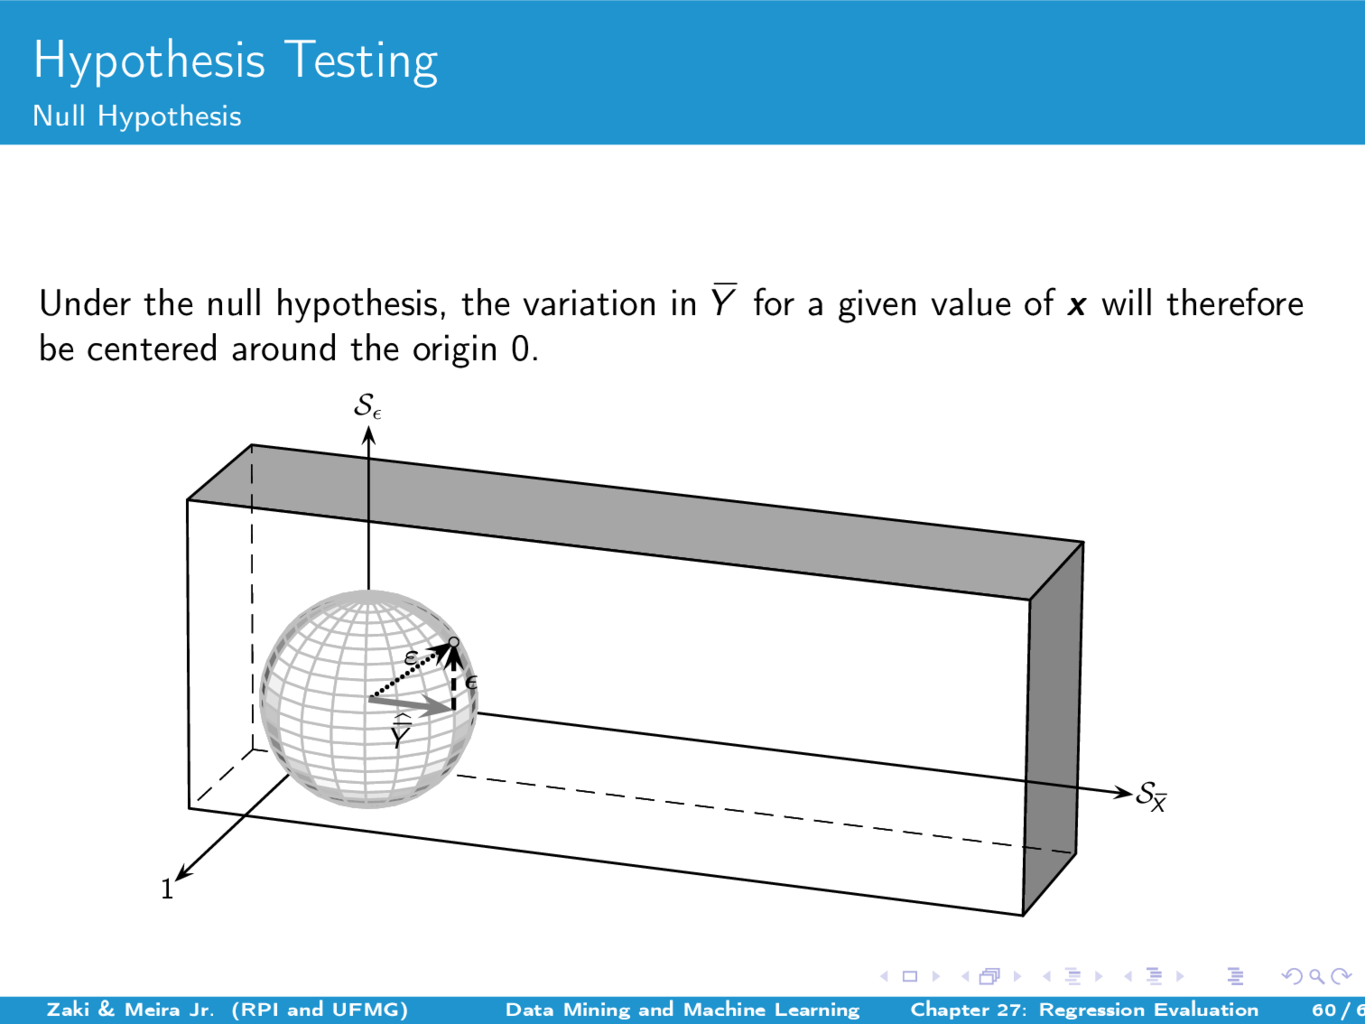 Hypothesis Testing
Null Hypothesis
Under the null hypothesis, the variation in Y̅ for a given value of x will therefore
be centered around the origin 0.
𝒮ϵ
ε
ϵ
Y̅̂
𝒮X̅
1
Zaki & Meira Jr. (RPI and UFMG) Data Mining and Machine Learning Chapter 27: Regression Evaluation 60 / 6